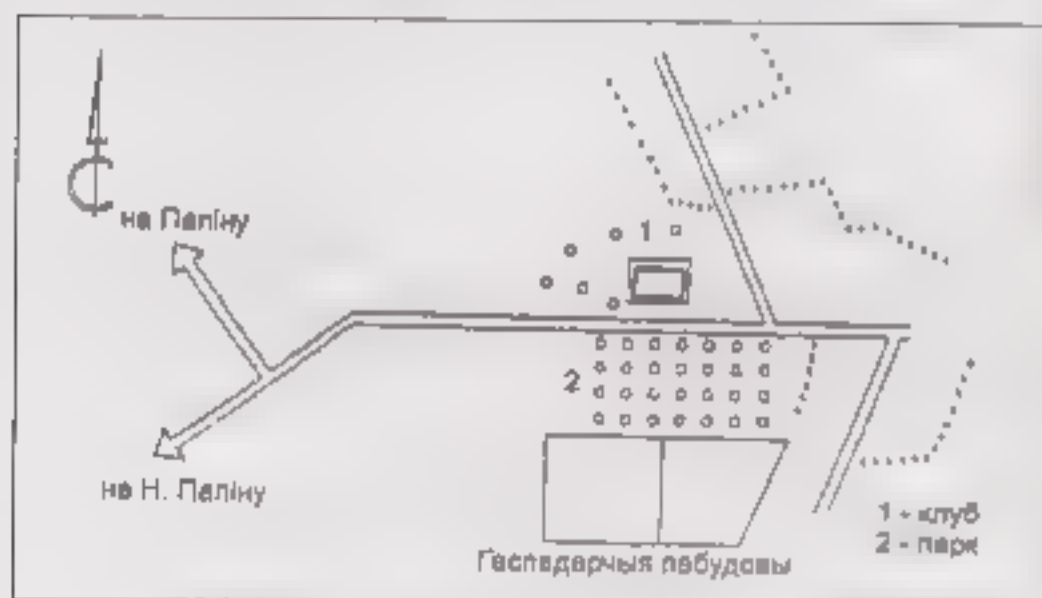 на Паліну
1
2
на Н. Паліну
1 - клуб
2 - парк
Гаспадарчыя пабудовы